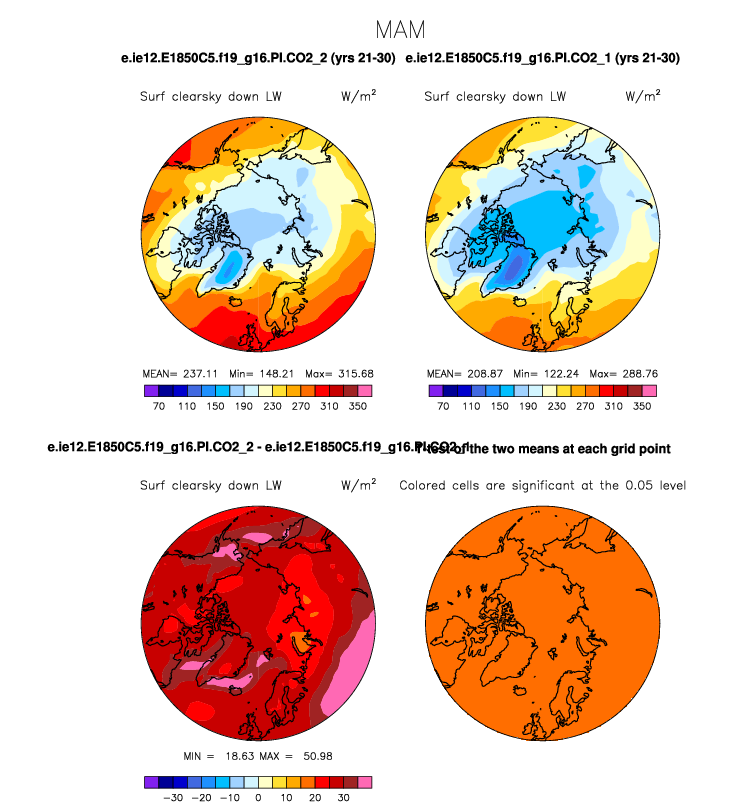 MAM
e.ie12.E1850C5.f19_g16.PI.CO2_2 (yrs 21-30) e.ie12.E1850C5.f19_g16.PI.CO2_1 (yrs 21-30)
Surf clearsky down LW W/m²
Surf clearsky down LW W/m²
MEAN= 237.11 Min= 148.21 Max= 315.68
70 110 150 190 230 270 310 350
MEAN= 208.87 Min= 122.24 Max= 288.76
70 110 150 190 230 270 310 350
e.ie12.E1850C5.f19_g16.PI.CO2_2 - e.ie12.E1850C5.f19_g16.PI.CO2_1
T-test of the two means at each grid point
Surf clearsky down LW W/m²
Colored cells are significant at the 0.05 level
MIN = 18.63 MAX = 50.98
-30 -20 -10 0 10 20 30